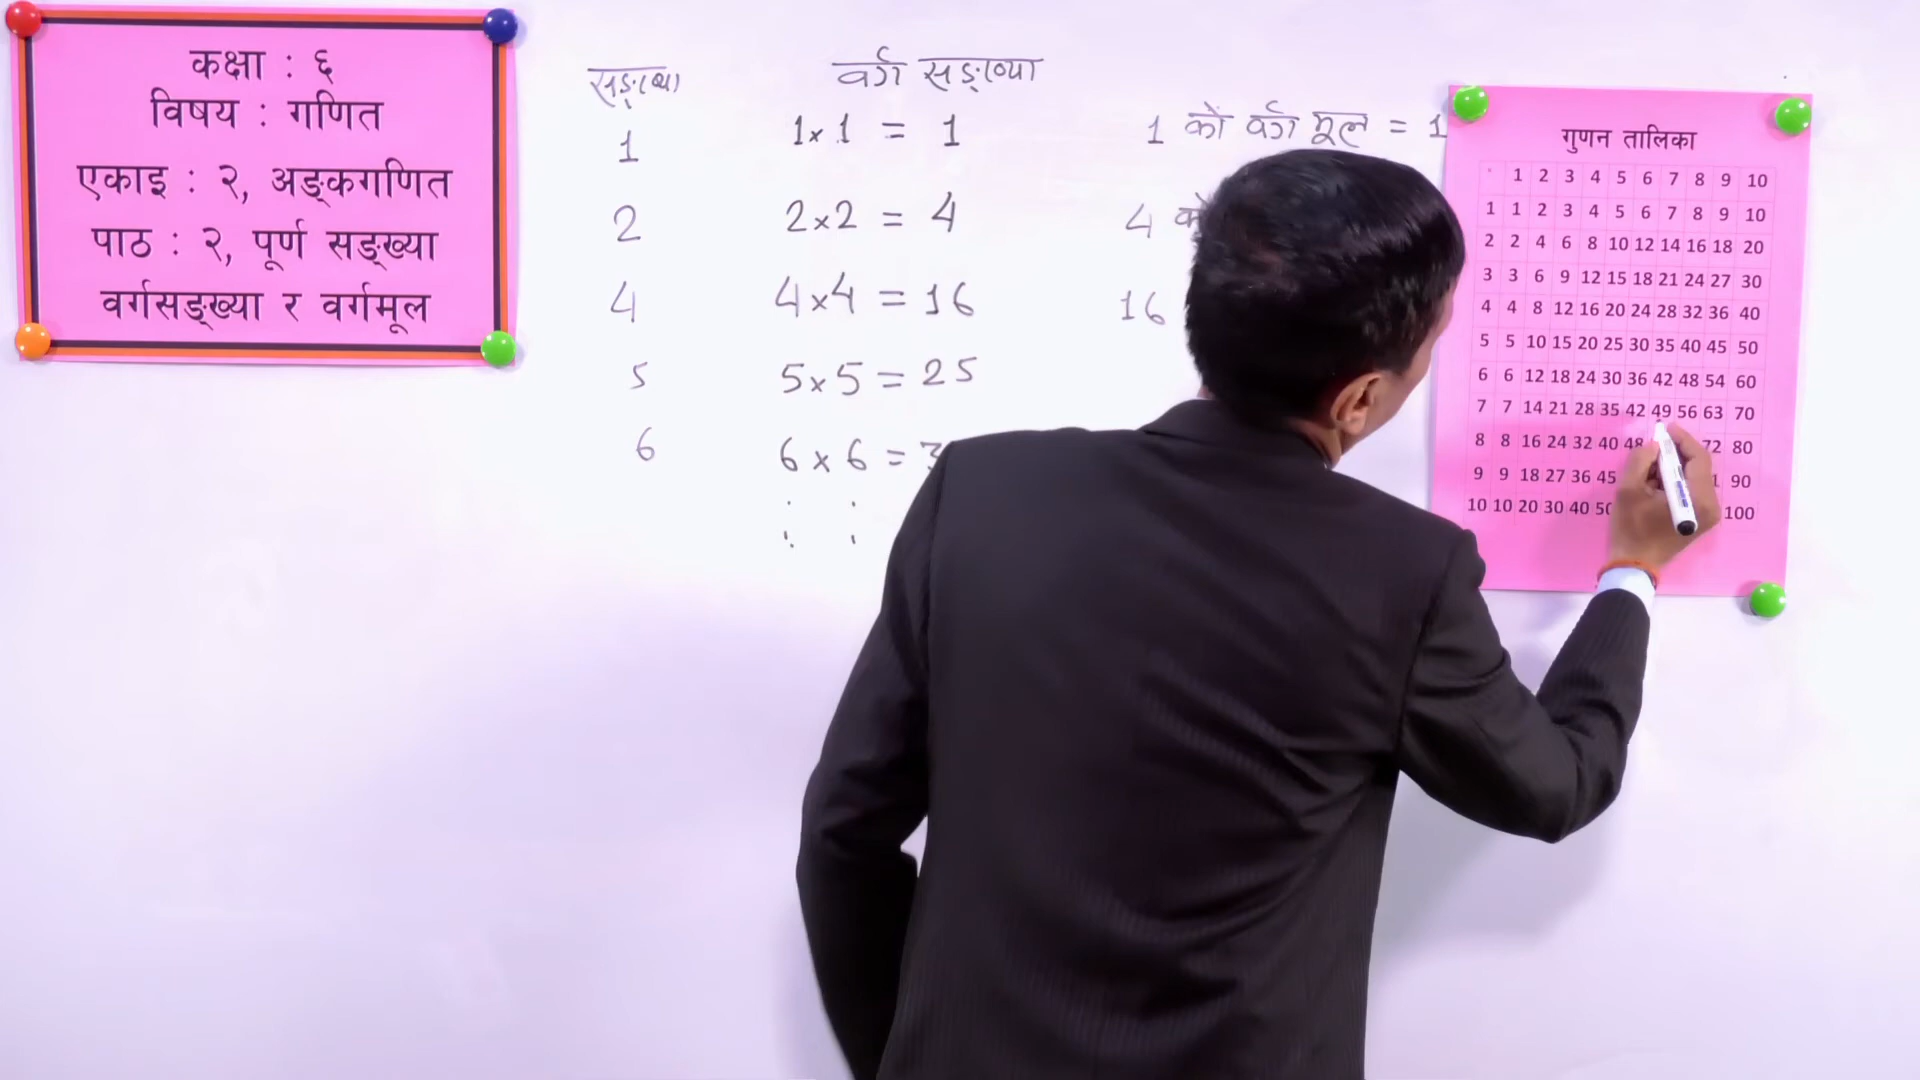 कक्षा : ६
विषय : गणित
एकाइ : २, अङ्कगणित
पाठ : २, पूर्ण सङ्ख्या
वर्गसङ्ख्या र वर्गमूल
सङ्ख्या
1
2
4
5
6
वर्ग सङ्ख्या
1×1 = 1
2×2 = 4
4×4 = 16
5×5 = 25
6×6 = 3
1 को वर्ग मूल = 1
4 को
16
गुणन तालिका
1 2 3 4 5 6 7 8 9 10
1 1 2 3 4 5 6 7 8 9 10
2 2 4 6 8 10 12 14 16 18 20
3 3 6 9 12 15 18 21 24 27 30
4 4 8 12 16 20 24 28 32 36 40
5 5 10 15 20 25 30 35 40 45 50
6 6 12 18 24 30 36 42 48 54 60
7 7 14 21 28 35 42 49 56 63 70
8 8 16 24 32 40 48 72 80
9 9 18 27 36 45 90
10 10 20 30 40 100